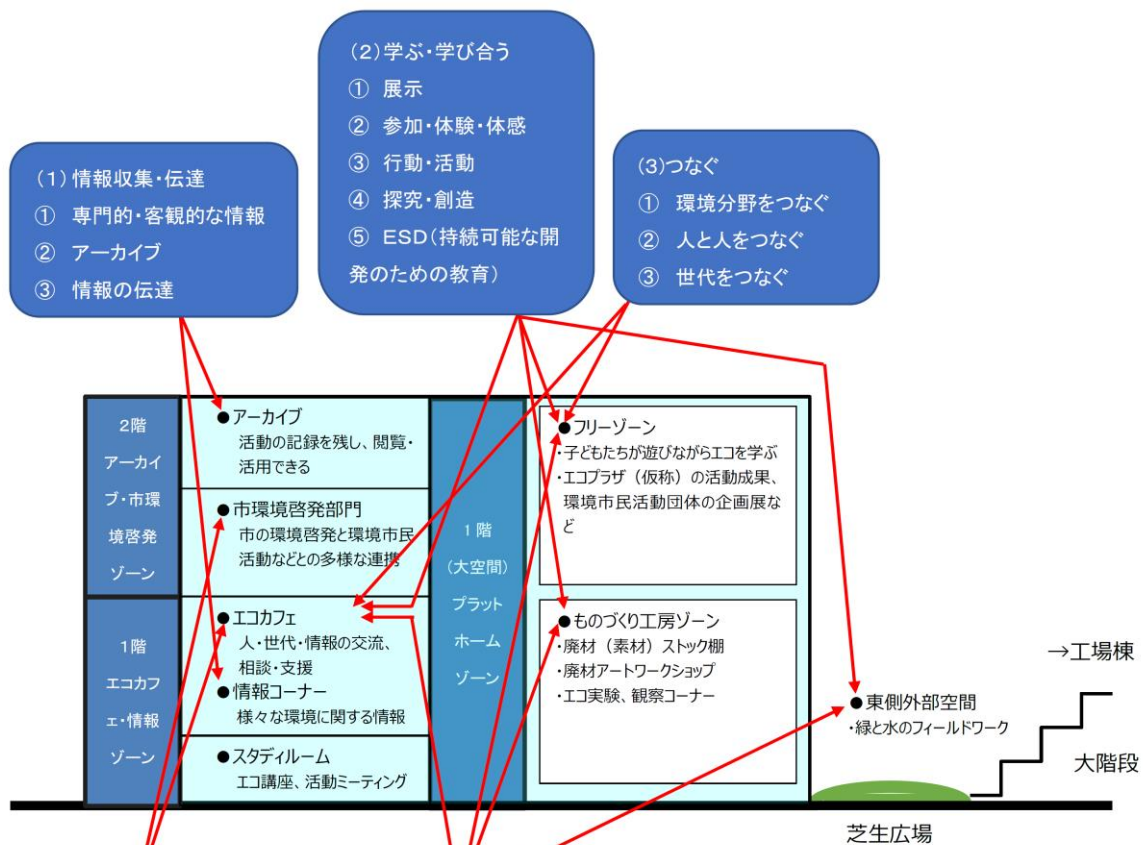 (1)情報収集・伝達
① 専門的・客観的な情報
② アーカイブ
③ 情報の伝達
(2)学ぶ・学び合う
① 展示
② 参加・体験・体感
③ 行動・活動
④ 探究・創造
⑤ ESD(持続可能な開
発のための教育)
(3)つなぐ
① 環境分野をつなぐ
② 人と人をつなぐ
③ 世代をつなぐ
2階
アーカイ
ブ・市環
境啓発
ゾーン
●アーカイブ
活動の記録を残し、閲覧・
活用できる
●市環境啓発部門
市の環境啓発と環境市民
活動などとの多様な連携
1階
エコカフ
ェ・情報
ゾーン
●エコカフェ
人・世代・情報の交流、
相談・支援
●情報コーナー
様々な環境に関する情報
●スタディルーム
エコ講座、活動ミーティング
1階
(大空間)
プラット
ホーム
ゾーン
●フリーゾーン
・子どもたちが遊びながらエコを学ぶ
・エコプラザ(仮称)の活動成果、
環境市民活動団体の企画展な
ど
●ものづくり工房ゾーン
・廃材(素材)ストック棚
・廃材アートワークショップ
・エコ実験、観察コーナー
●東側外部空間
・緑と水のフィールドワーク
→工場棟
大階段
芝生広場